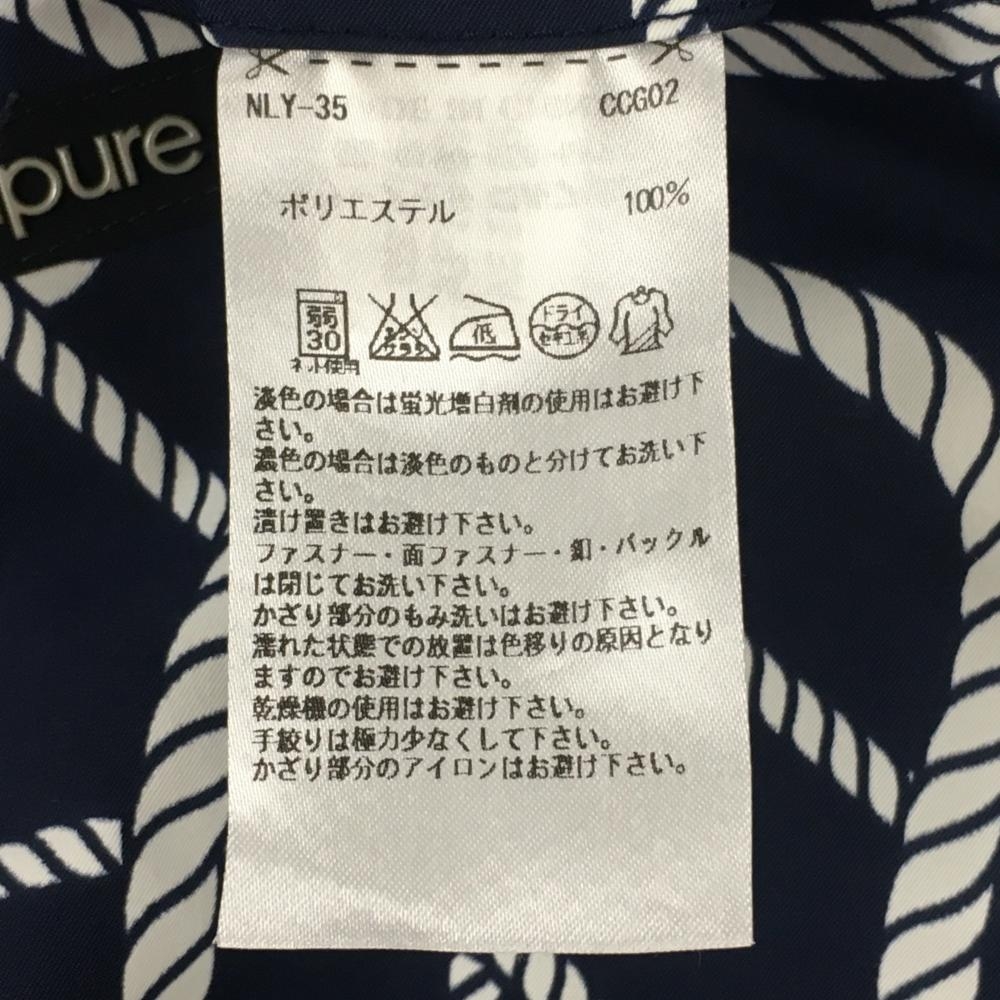 NLY-35 CCG02
pure
ポリエステル 100%
弱
30
ネット使用
エンソ
サラシ
低
ドライ
セキユ系
淡色の場合は蛍光増白剤の使用はお避け下
さい。
濃色の場合は淡色のものと分けてお洗い下
さい。
漬け置きはお避け下さい。
ファスナー・面ファスナー・釦・バックル
は閉じてお洗い下さい。
かざり部分のもみ洗いはお避け下さい。
濡れた状態での放置は色移りの原因となり
ますのでお避け下さい。
乾燥機の使用はお避け下さい。
手絞りは極力少なくして下さい。
かざり部分のアイロンはお避け下さい。